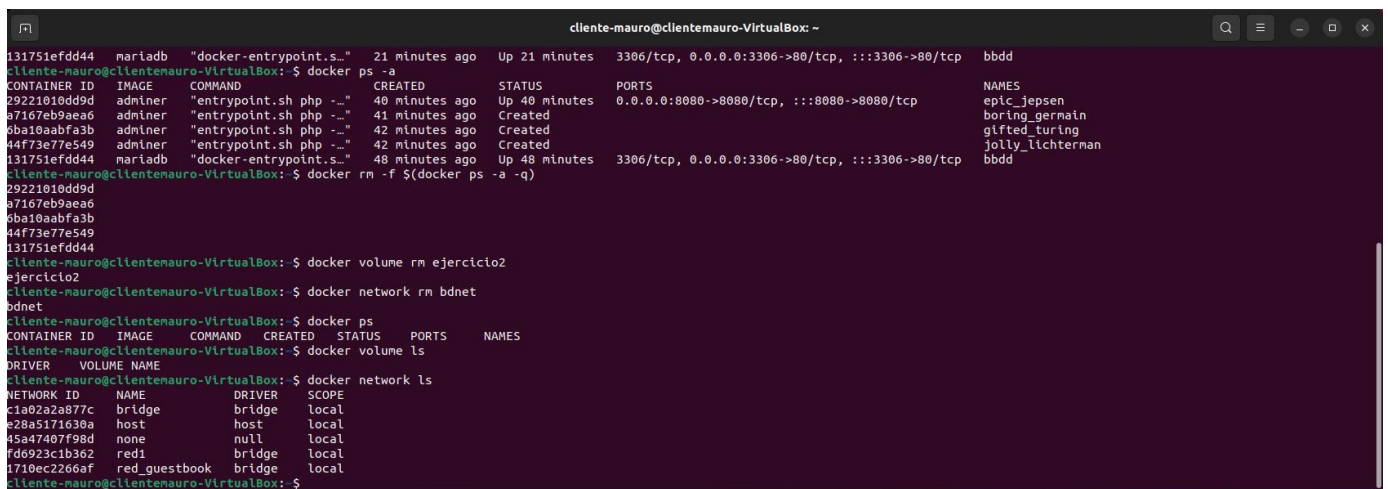 cliente-mauro@clientemauro-VirtualBox: ~
131751efdd44 mariadb "docker-entrypoint.s…" 21 minutes ago Up 21 minutes 3306/tcp, 0.0.0.0:3306->80/tcp, :::3306->80/tcp bbdd
cliente-mauro@clientemauro-VirtualBox:~$ docker ps -a
CONTAINER ID IMAGE COMMAND CREATED STATUS PORTS NAMES
29221010dd9d adminer "entrypoint.sh php -…" 40 minutes ago Up 40 minutes 0.0.0.0:8080->8080/tcp, :::8080->8080/tcp epic_jepsen
a7167eb9aea6 adminer "entrypoint.sh php -…" 41 minutes ago Created boring_germain
6ba10aabfa3b adminer "entrypoint.sh php -…" 42 minutes ago Created gifted_turing
44f73e77e549 adminer "entrypoint.sh php -…" 42 minutes ago Created jolly_lichterman
131751efdd44 mariadb "docker-entrypoint.s…" 48 minutes ago Up 48 minutes 3306/tcp, 0.0.0.0:3306->80/tcp, :::3306->80/tcp bbdd
cliente-mauro@clientemauro-VirtualBox:~$ docker rm -f $(docker ps -a -q)
29221010dd9d
a7167eb9aea6
6ba10aabfa3b
44f73e77e549
131751efdd44
cliente-mauro@clientemauro-VirtualBox:~$ docker volume rm ejercicio2
ejercicio2
cliente-mauro@clientemauro-VirtualBox:~$ docker network rm bdnet
bdnet
cliente-mauro@clientemauro-VirtualBox:~$ docker ps
CONTAINER ID IMAGE COMMAND CREATED STATUS PORTS NAMES
cliente-mauro@clientemauro-VirtualBox:~$ docker volume ls
DRIVER VOLUME NAME
cliente-mauro@clientemauro-VirtualBox:~$ docker network ls
NETWORK ID NAME DRIVER SCOPE
c1a02a2a877c bridge bridge local
e28a5171630a host host local
45a47407f98d none null local
fd6923c1b362 red1 bridge local
1710ec2266af red_guestbook bridge local
cliente-mauro@clientemauro-VirtualBox:~$